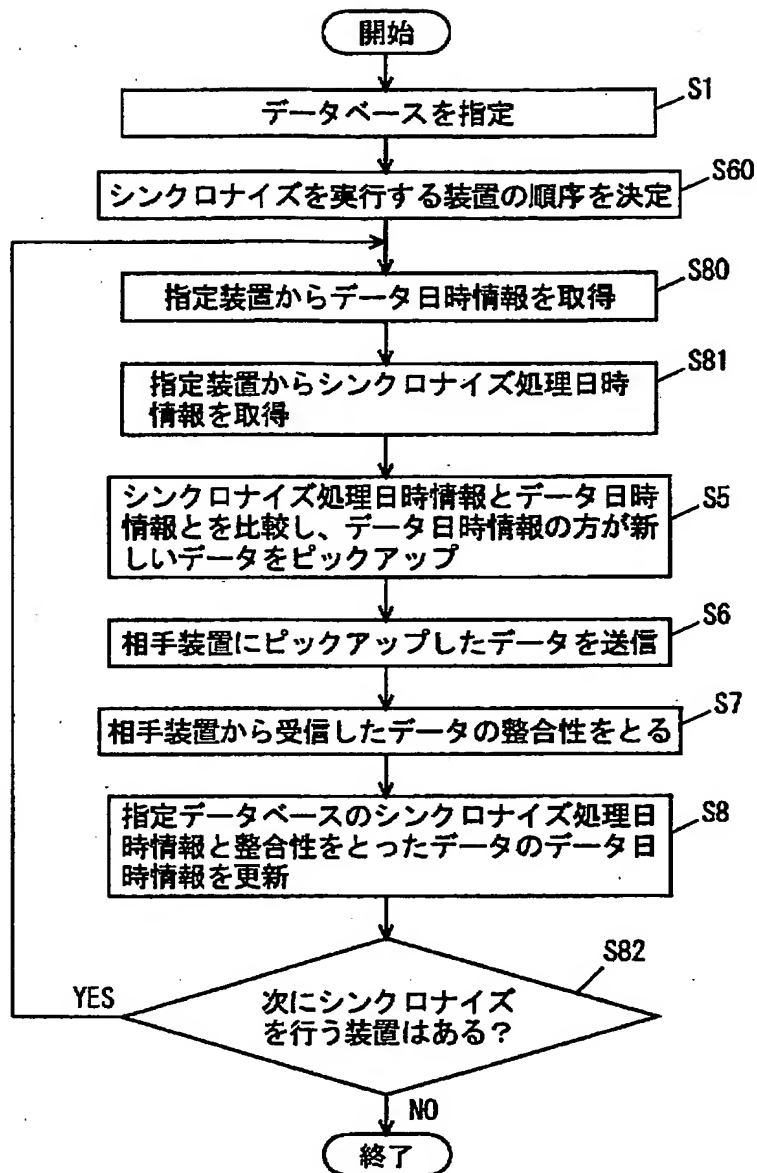 開始
S1
データベースを指定
S60
シンクロナイズを実行する装置の順序を決定
S80
指定装置からデータ日時情報を取得
S81
指定装置からシンクロナイズ処理日時
情報を取得
S5
シンクロナイズ処理日時情報とデータ日時
情報とを比較し、データ日時情報の方が新
しいデータをピックアップ
S6
相手装置にピックアップしたデータを送信
S7
相手装置から受信したデータの整合性をとる
S8
指定データベースのシンクロナイズ処理日
時情報と整合性をとったデータのデータ日
時情報を更新
S82
YES
次にシンクロナイズ
を行う装置はある？
NO
終了